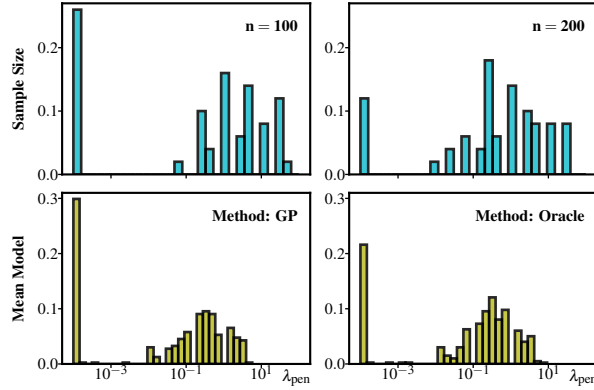 n = 100
n = 200
Sample Size
0.2
0.1
0.0
0.2
0.1
0.0
Method: GP
Method: Oracle
Mean Model
0.3
0.2
0.1
0.0
0.3
0.2
0.1
0.0
10⁻³ 10⁻¹ 10¹ λpen
10⁻³ 10⁻¹ 10¹ λpen